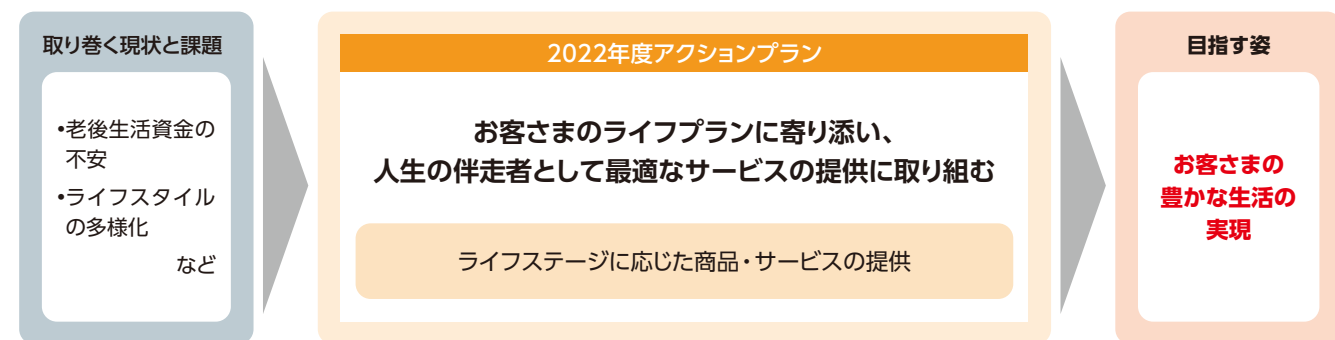 取り巻く現状と課題
•老後生活資金の
不安
•ライフスタイル
の多様化
など
2022年度アクションプラン
お客さまのライフプランに寄り添い、
人生の伴走者として最適なサービスの提供に取り組む
ライフステージに応じた商品・サービスの提供
目指す姿
お客さまの
豊かな生活の
実現